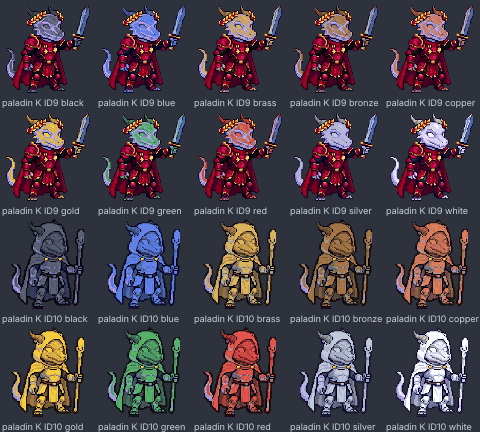 paladin K ID9 black
paladin K ID9 blue
paladin K ID9 brass
paladin K ID9 bronze
paladin K ID9 copper
paladin K ID9 gold
paladin K ID9 green
paladin K ID9 red
paladin K ID9 silver
paladin K ID9 white
paladin K ID10 black
paladin K ID10 blue
paladin K ID10 brass
paladin K ID10 bronze
paladin K ID10 copper
paladin K ID10 gold
paladin K ID10 green
paladin K ID10 red
paladin K ID10 silver
paladin K ID10 white